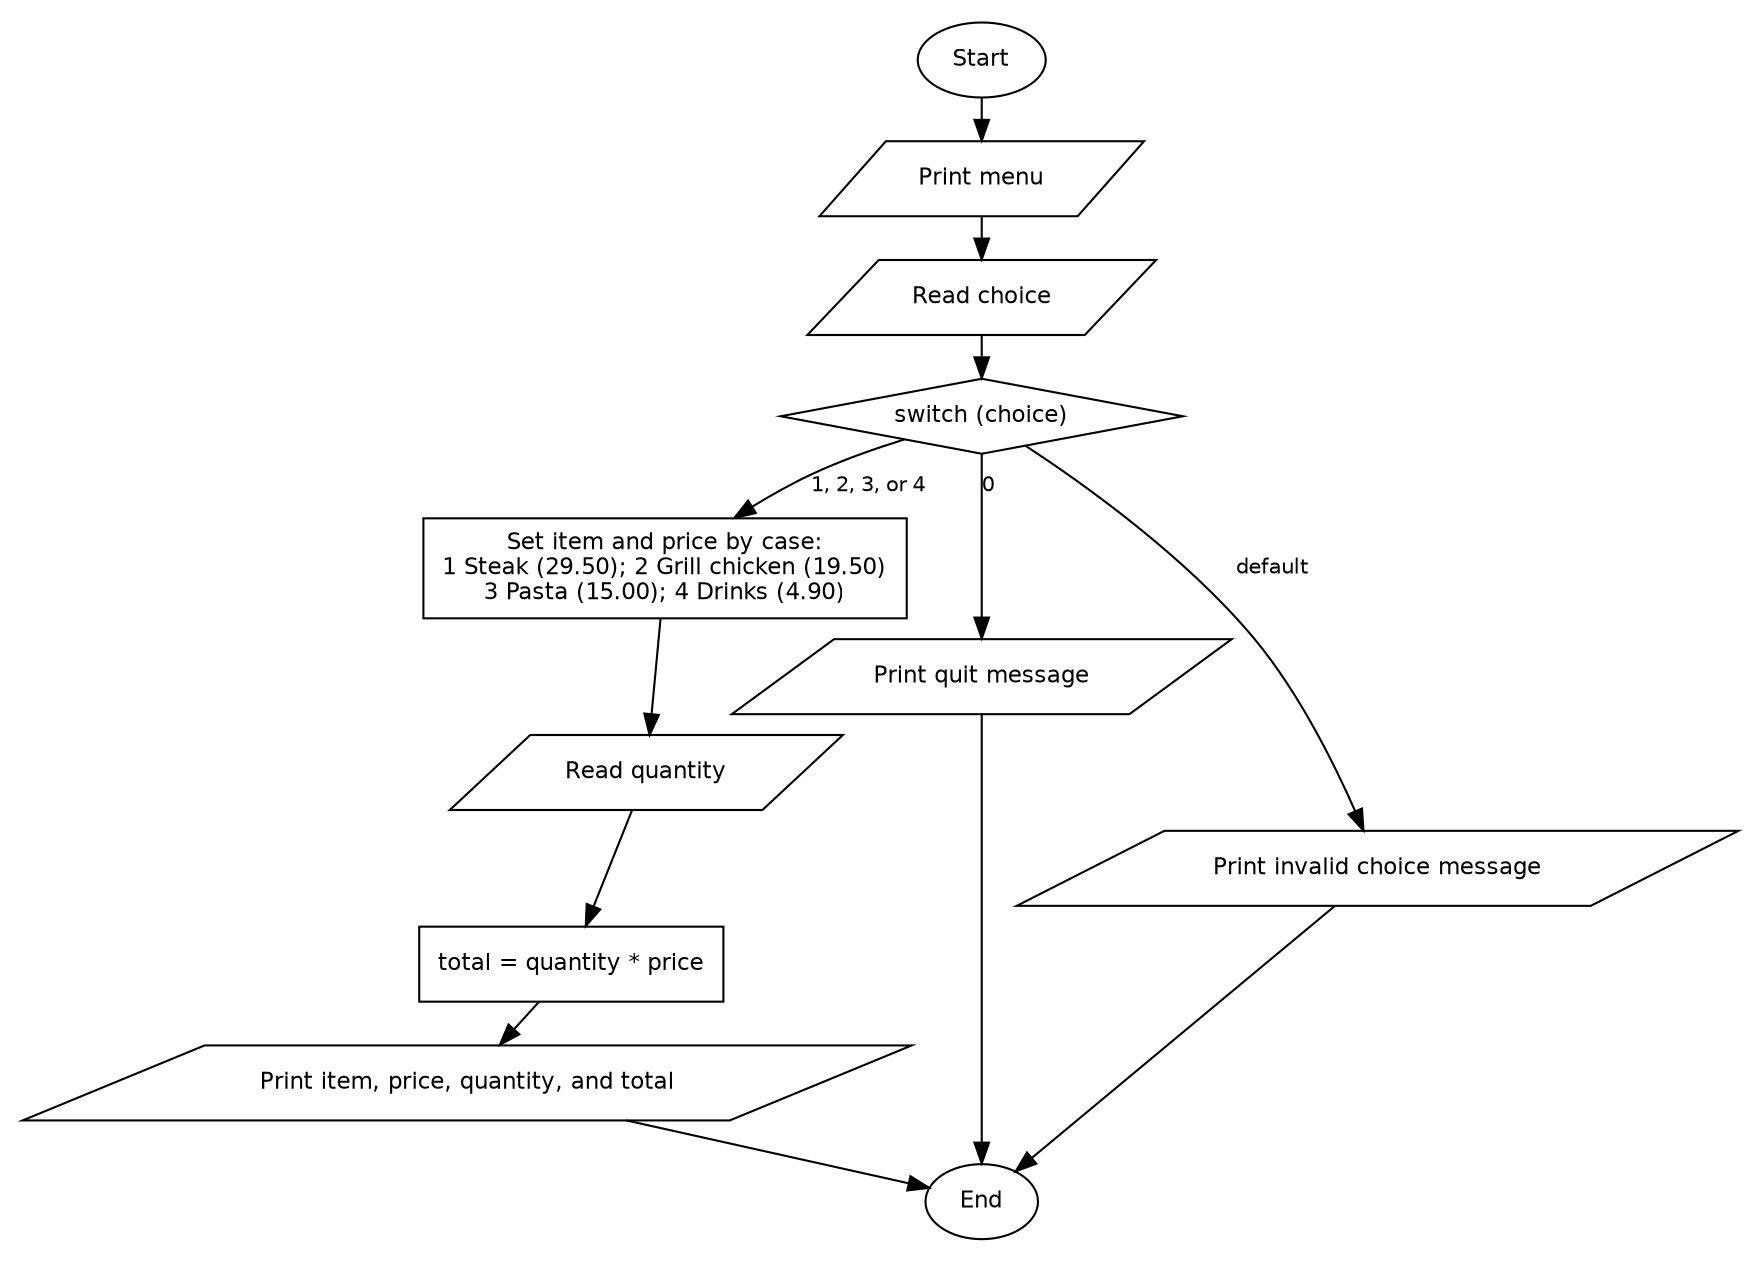 Start
Print menu
Read choice
switch (choice)
1, 2, 3, or 4
0
default
Set item and price by case:
1 Steak (29.50); 2 Grill chicken (19.50)
3 Pasta (15.00); 4 Drinks (4.90)
Print quit message
Read quantity
Print invalid choice message
total = quantity * price
Print item, price, quantity, and total
End